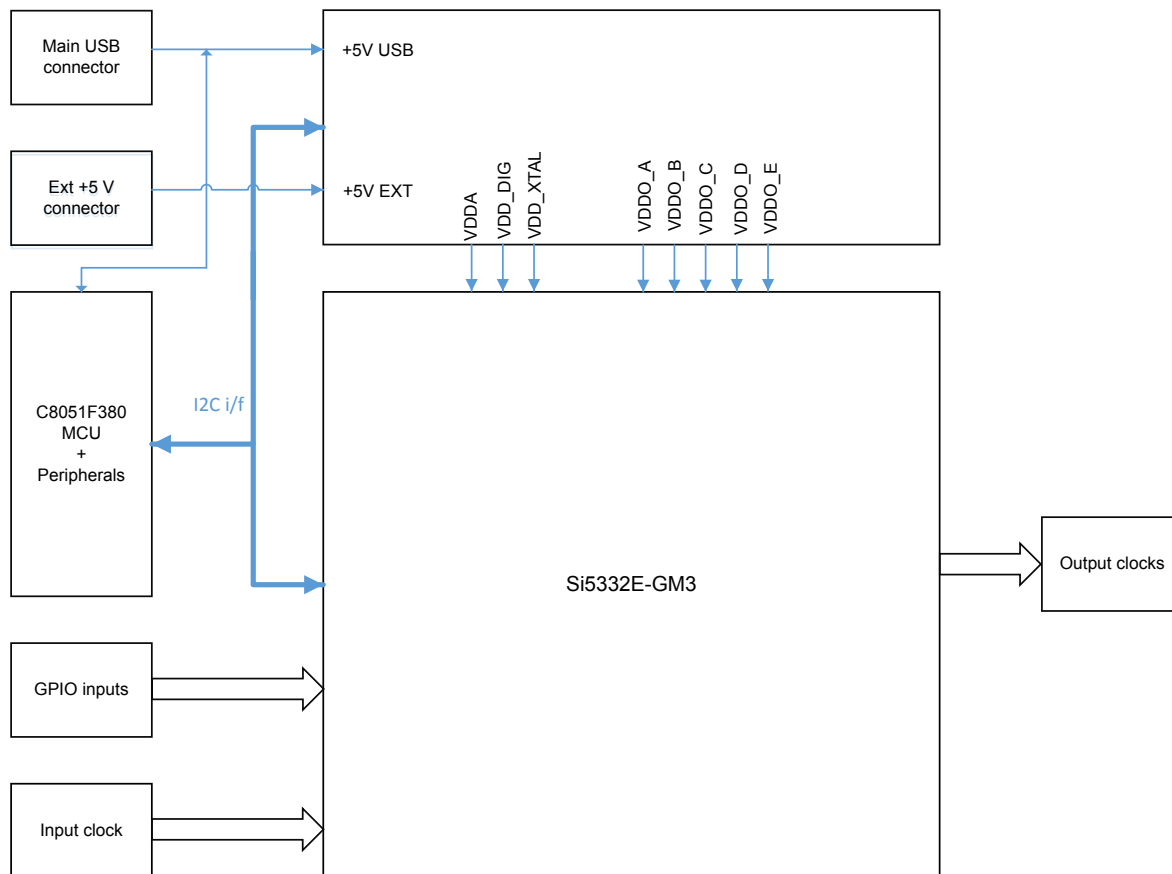 Main USB
connector
+5V USB
Ext +5 V
connector
+5V EXT
VDDA
VDD_DIG
VDD_XTAL
VDDO_A
VDDO_B
VDDO_C
VDDO_D
VDDO_E
C8051F380
MCU
+
Peripherals
I2C i/f
Si5332E-GM3
Output clocks
GPIO inputs
Input clock